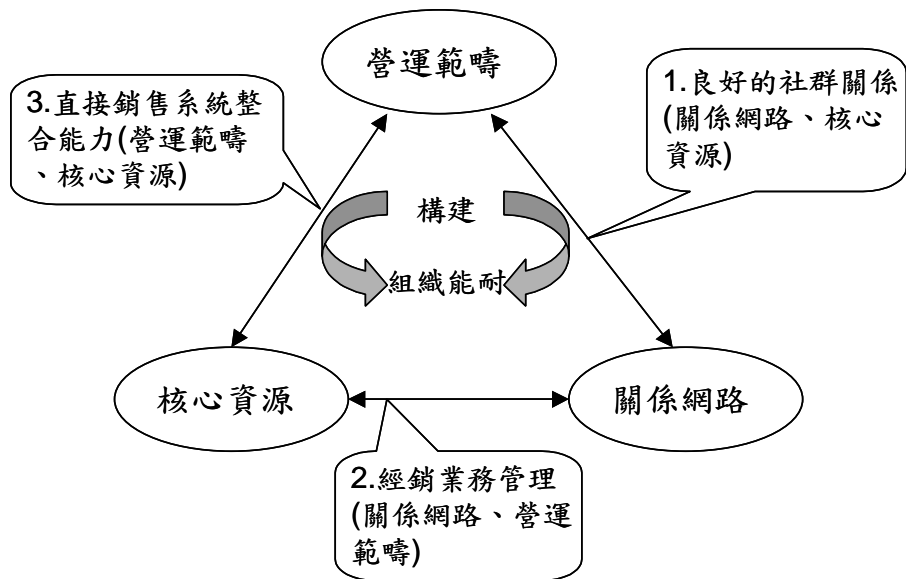 營運範疇
1.良好的社群關係
(關係網路、核心
資源)
3.直接銷售系統整
合能力(營運範疇
、核心資源)
構建
組織能耐
核心資源
關係網路
2.經銷業務管理
(關係網路、營運
範疇)